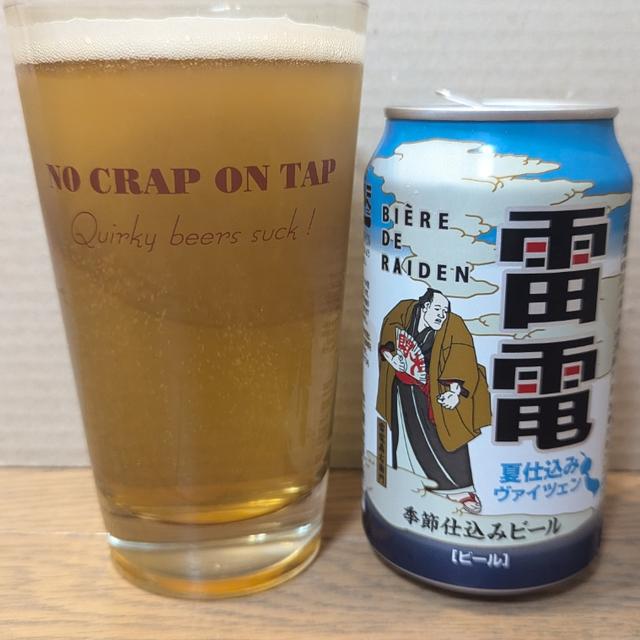 NO CRAP ON TAP
Quirky beers suck!
BIÈRE
DE
RAIDEN
雷電
夏仕込み
ヴァイツェン
季節仕込みビール
[ビール]